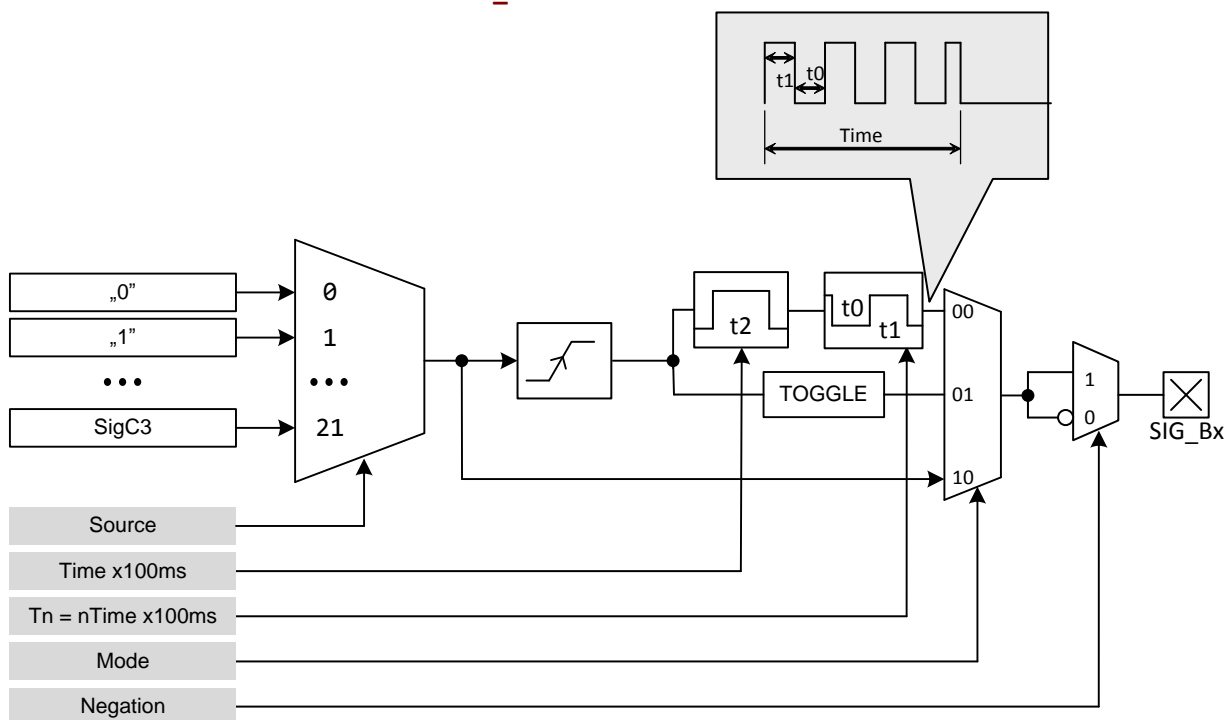 t1
t0
Time
„0”
0
„1”
1
•••
•••
SigC3
21
t2
t0
t1
TOGGLE
00
01
10
1
0
SIG_Bx
Source
Time x100ms
Tn = nTime x100ms
Mode
Negation